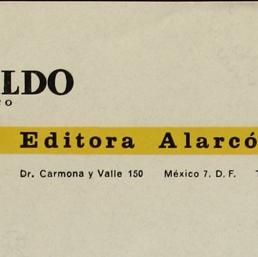 LDO
Editora Alarcó
Dr. Carmona y Valle 150 México 7, D. F.